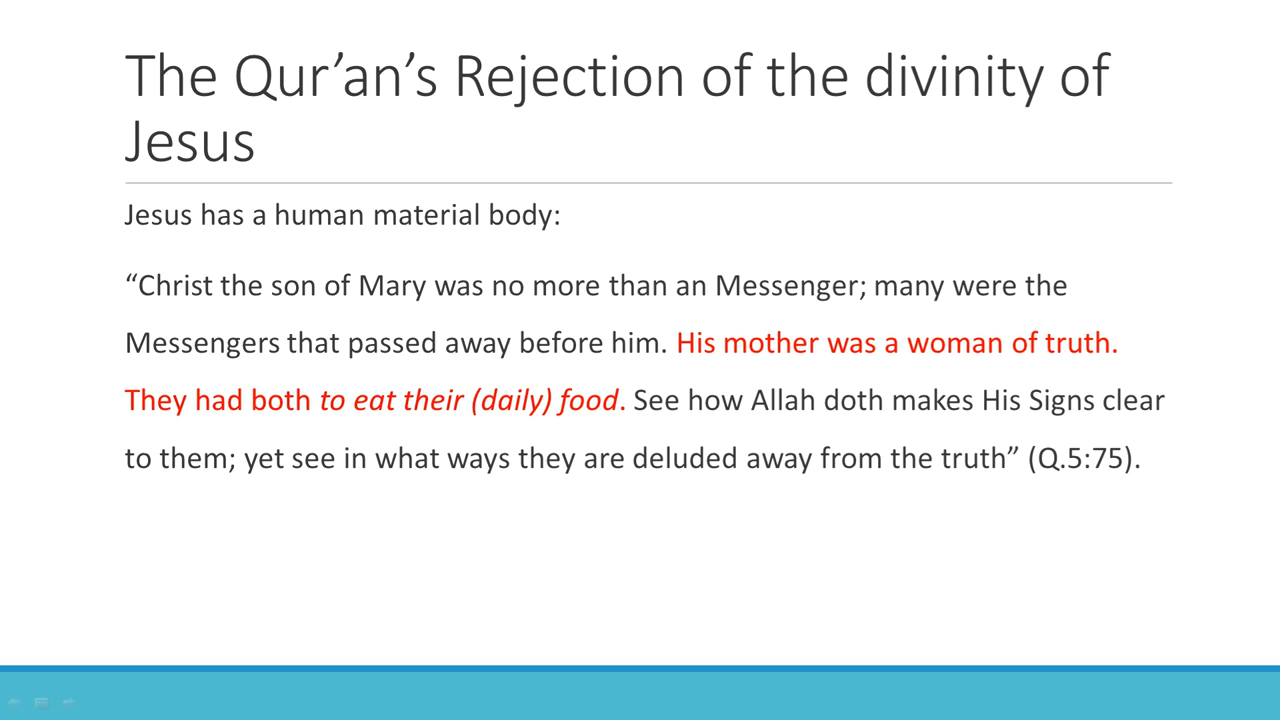 The Qur’an’s Rejection of the divinity of
Jesus
Jesus has a human material body:
“Christ the son of Mary was no more than an Messenger; many were the
Messengers that passed away before him. His mother was a woman of truth.
They had both to eat their (daily) food. See how Allah doth makes His Signs clear
to them; yet see in what ways they are deluded away from the truth” (Q.5:75).